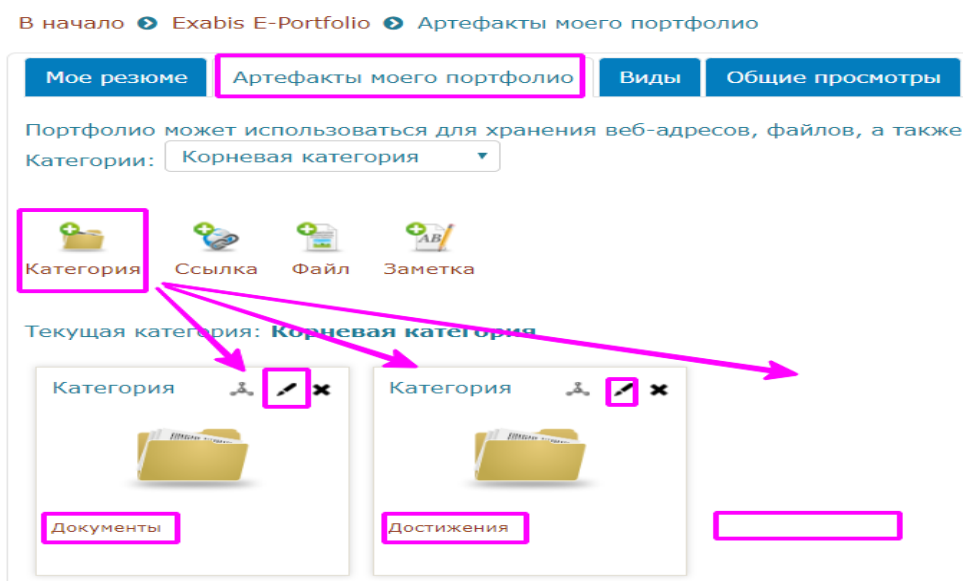 В начало Exabis E-Portfolio Артефакты моего портфолио
Мое резюме Артефакты моего портфолио Виды Общие просмотры
Портфолио может использоваться для хранения веб-адресов, файлов, а также
Категории: Корневая категория
Категория Ссылка Файл Заметка
Текущая категория: Корневая категория
Категория Категория
Документы Достижения